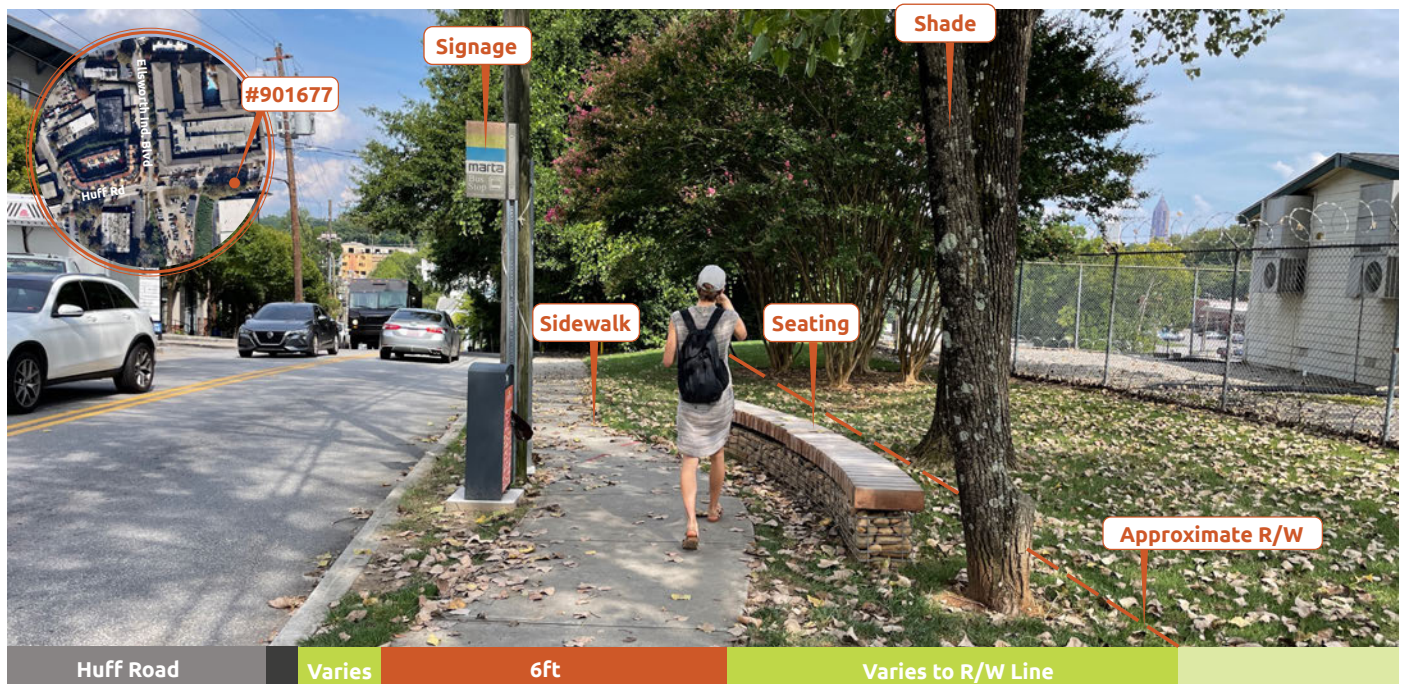 Shade
Signage
Ellsworth Ind. Blvd
#901677
Huff Rd
marta
Bus
Stop
Sidewalk
Seating
Approximate R/W
Huff Road
Varies
6ft
Varies to R/W Line